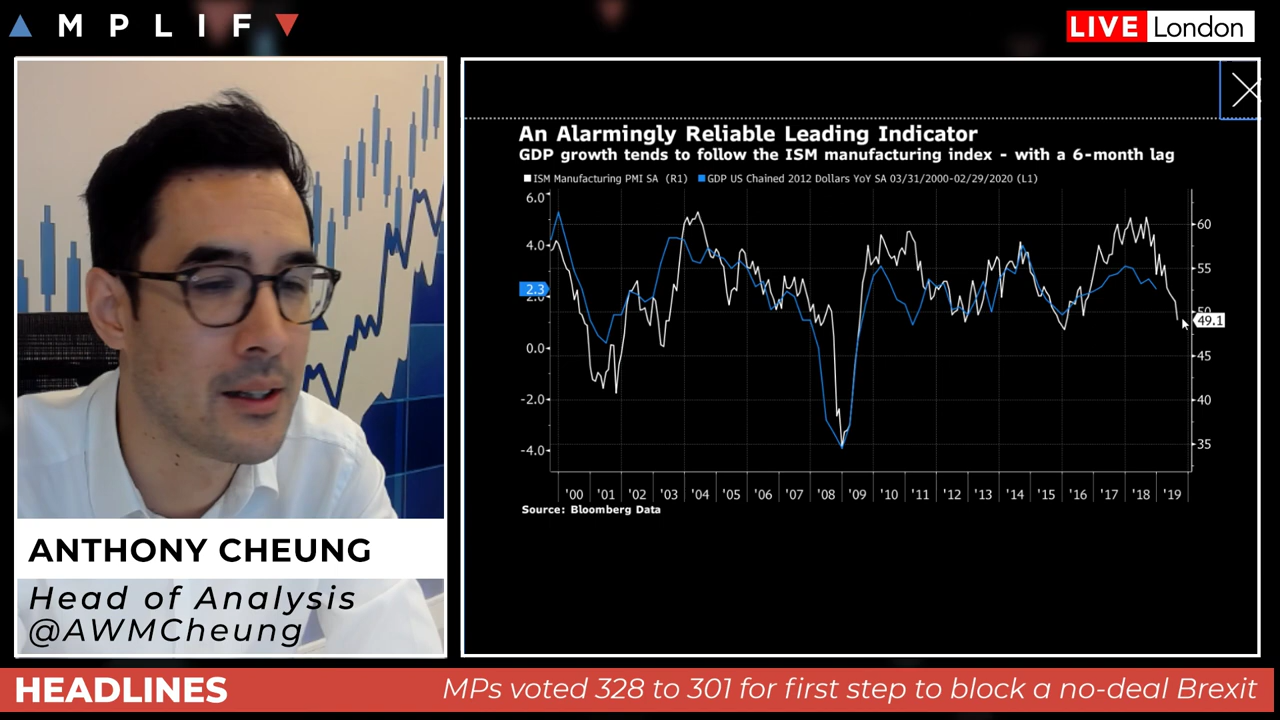 MPLIF
LIVE London
An Alarmingly Reliable Leading Indicator
GDP growth tends to follow the ISM manufacturing index - with a 6-month lag
ISM Manufacturing PMI SA (R1) GDP US Chained 2012 Dollars YoY SA 03/31/2000-02/29/2020 (L1)
6.0
60
4.0
55
2.3
2.0
50
49.1
0.0
45
-2.0
40
-4.0
35
'00 '01 '02 '03 '04 '05 '06 '07 '08 '09 '10 '11 '12 '13 '14 '15 '16 '17 '18 '19
Source: Bloomberg Data
ANTHONY CHEUNG
Head of Analysis
@AWMCheung
HEADLINES MPs voted 328 to 301 for first step to block a no-deal Brexit